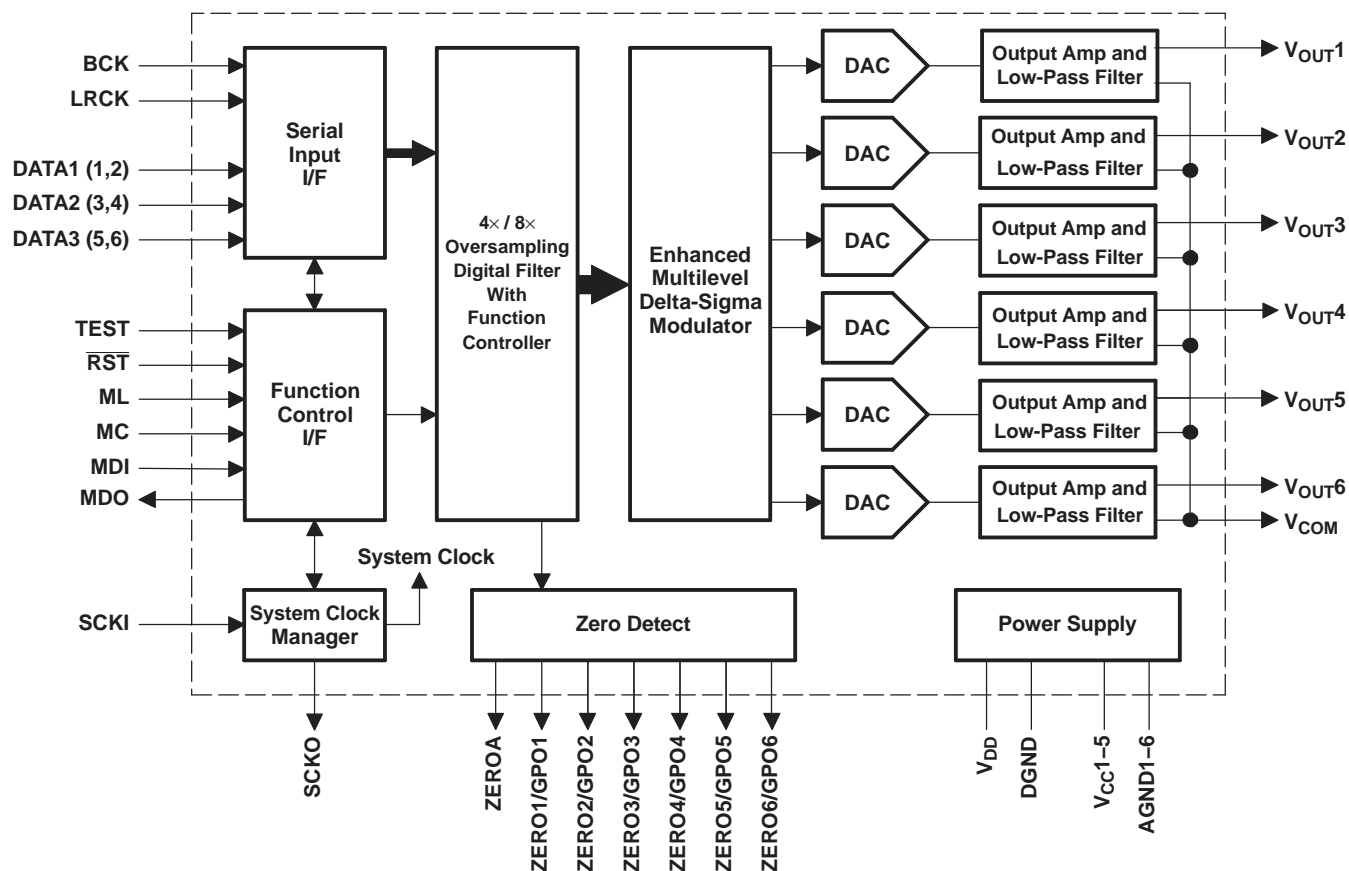 BCK
LRCK
DATA1 (1,2)
DATA2 (3,4)
DATA3 (5,6)
TEST
RST
ML
MC
MDI
MDO
SCKI
Serial
Input
I/F
Function
Control
I/F
System Clock
Manager
System Clock
4× / 8×
Oversampling
Digital Filter
With
Function
Controller
Enhanced
Multilevel
Delta-Sigma
Modulator
DAC
DAC
DAC
DAC
DAC
DAC
Output Amp and
Low-Pass Filter
Output Amp and
Low-Pass Filter
Output Amp and
Low-Pass Filter
Output Amp and
Low-Pass Filter
Output Amp and
Low-Pass Filter
Output Amp and
Low-Pass Filter
VOUT1
VOUT2
VOUT3
VOUT4
VOUT5
VOUT6
VCOM
Zero Detect
Power Supply
SCKO
ZEROA
ZERO1/GPO1
ZERO2/GPO2
ZERO3/GPO3
ZERO4/GPO4
ZERO5/GPO5
ZERO6/GPO6
VDD
DGND
VCC1–5
AGND1–6